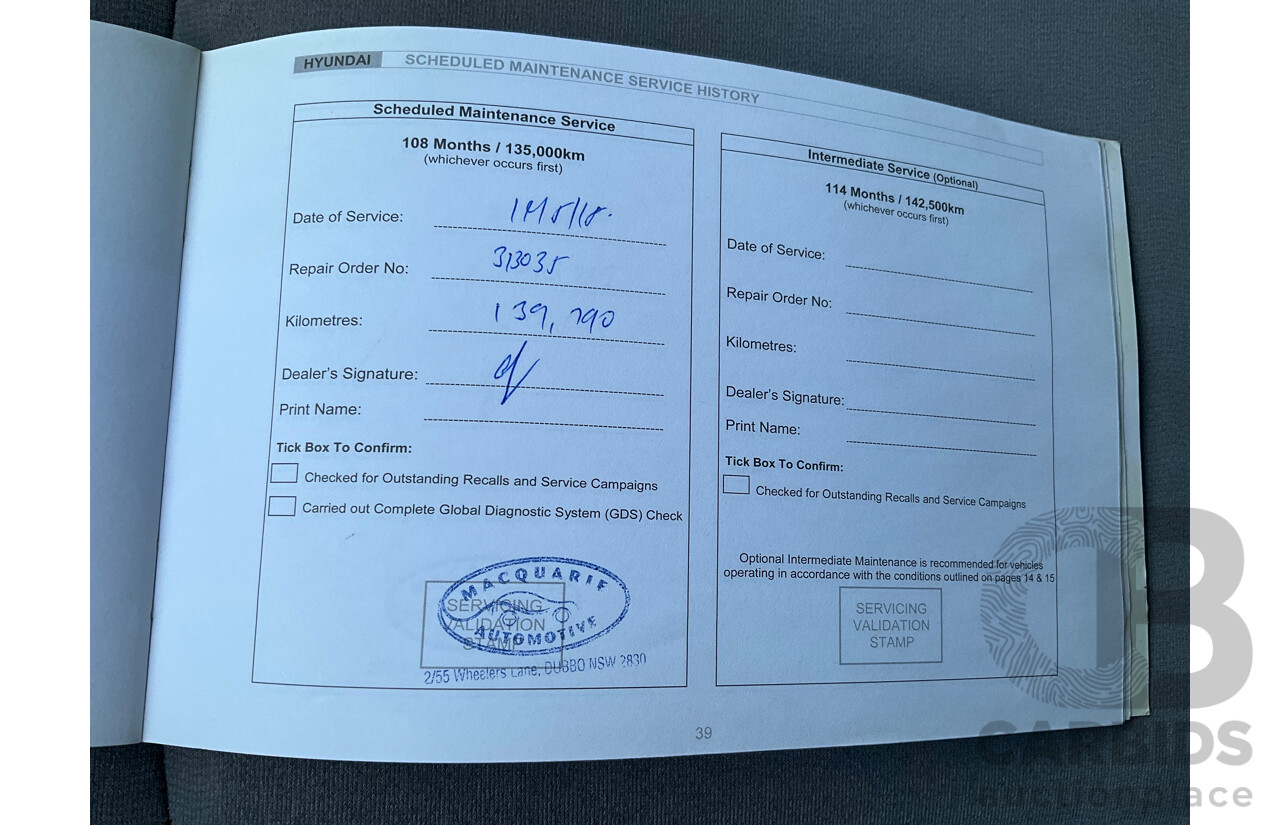 HYUNDAI SCHEDULED MAINTENANCE SERVICE HISTORY
Scheduled Maintenance Service
108 Months / 135,000km
(whichever occurs first)
Date of Service:
Repair Order No: 313035
Kilometres: 139,790
Dealer's Signature:
Print Name:
Tick Box To Confirm:
Checked for Outstanding Recalls and Service Campaigns
Carried out Complete Global Diagnostic System (GDS) Check
MACQUARIE
AUTOMOTIVE
SERVICING
VALIDATION
STAMP
2/55 Wheelers Lane, DUBBO NSW 2830
Intermediate Service (Optional)
114 Months / 142,500km
(whichever occurs first)
Date of Service:
Repair Order No:
Kilometres:
Dealer's Signature:
Print Name:
Tick Box To Confirm:
Checked for Outstanding Recalls and Service Campaigns
Optional Intermediate Maintenance is recommended for vehicles
operating in accordance with the conditions outlined on pages 14 & 15
SERVICING
VALIDATION
STAMP
39
CARBIDS
auctionplace